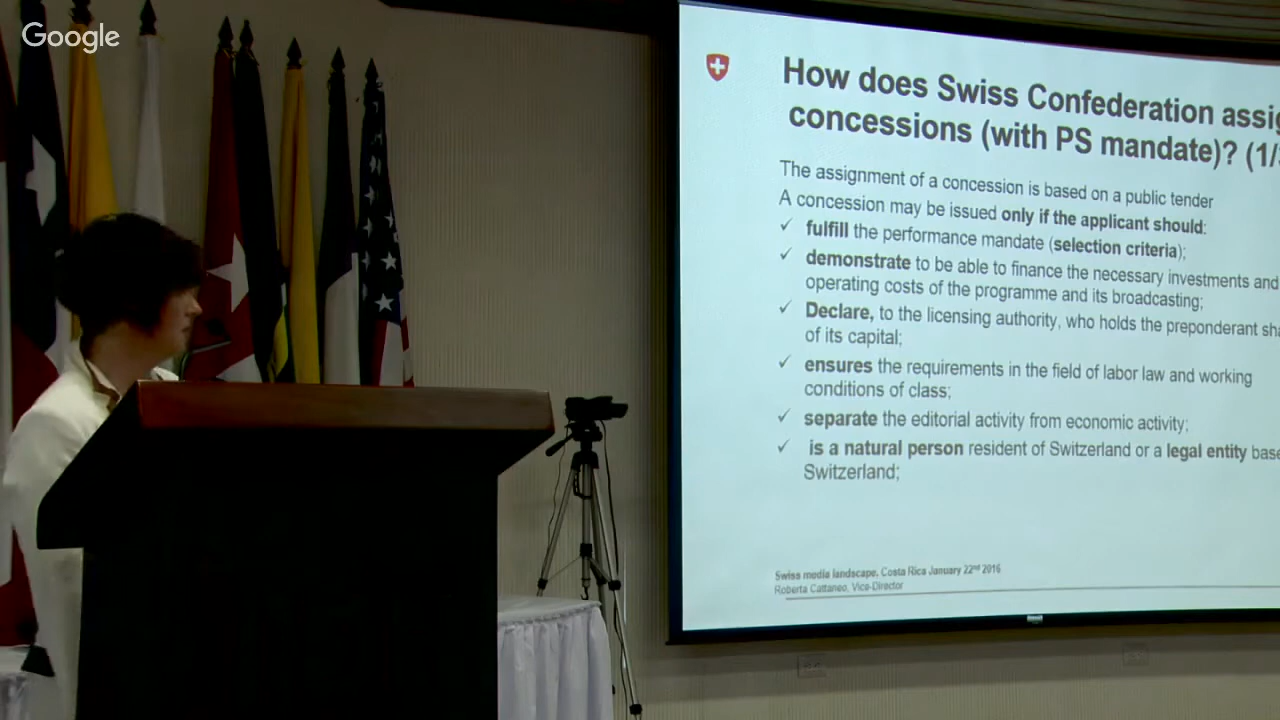 Google
How does Swiss Confederation
concessions (with PS mandate)?
The assignment of a concession is based on a public tender
A concession may be issued only if the applicant should:
fulfill the performance mandate (selection criteria);
demonstrate to be able to finance the necessary investments and
operating costs of the programme and its broadcasting;
Declare, to the licensing authority, who holds the preponderant
of its capital;
ensures the requirements in the field of labor law and working
conditions of class;
separate the editorial activity from economic activity;
is a natural person resident of Switzerland or a legal entity
Switzerland;
Swiss media landscape, Costa Rica January 22nd 2016
Roberta Cattaneo, Vice-Director